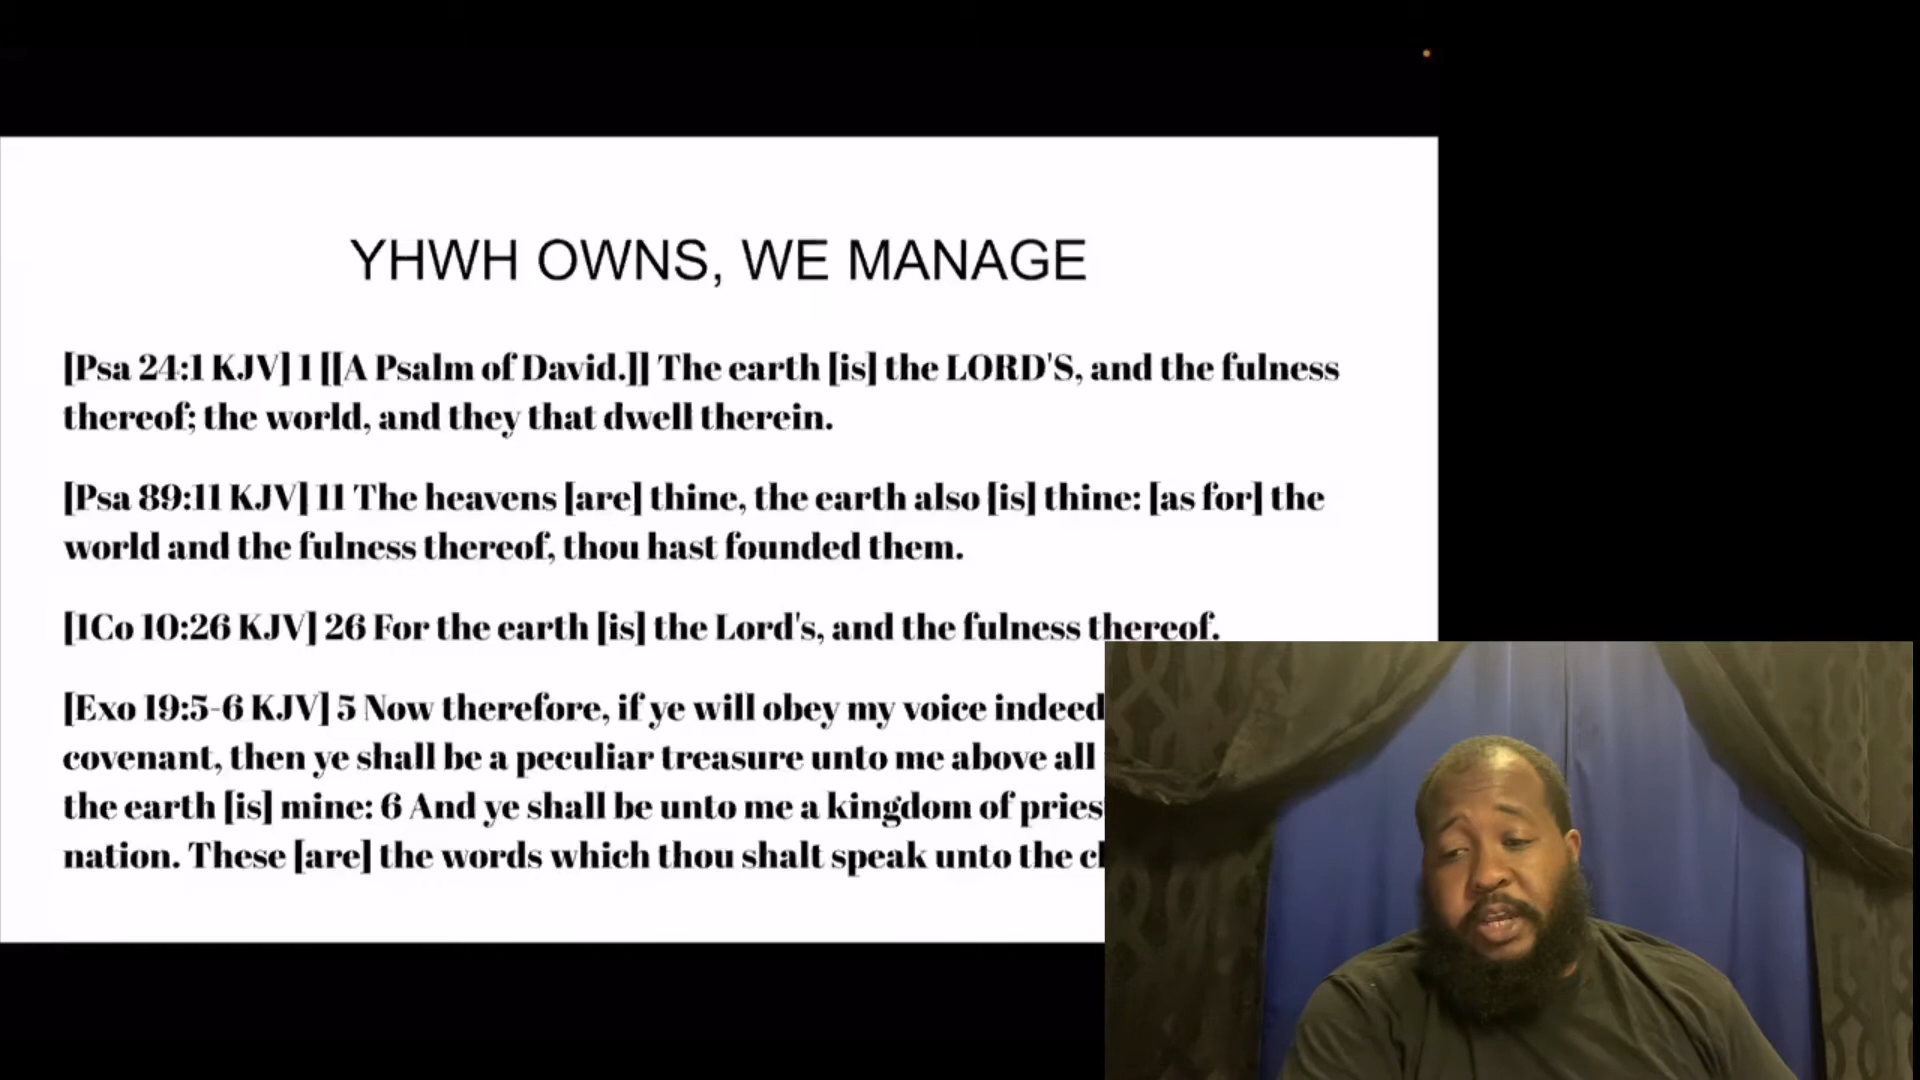 YHWH OWNS, WE MANAGE
[Psa 24:1 KJV] 1 [[A Psalm of David.]] The earth [is] the LORD'S, and the fulness
thereof; the world, and they that dwell therein.
[Psa 89:11 KJV] 11 The heavens [are] thine, the earth also [is] thine: [as for] the
world and the fulness thereof, thou hast founded them.
[1Co 10:26 KJV] 26 For the earth [is] the Lord's, and the fulness thereof.
[Exo 19:5-6 KJV] 5 Now therefore, if ye will obey my voice indeed
covenant, then ye shall be a peculiar treasure unto me above all
the earth [is] mine: 6 And ye shall be unto me a kingdom of
nation. These [are] the words which thou shalt speak unto the